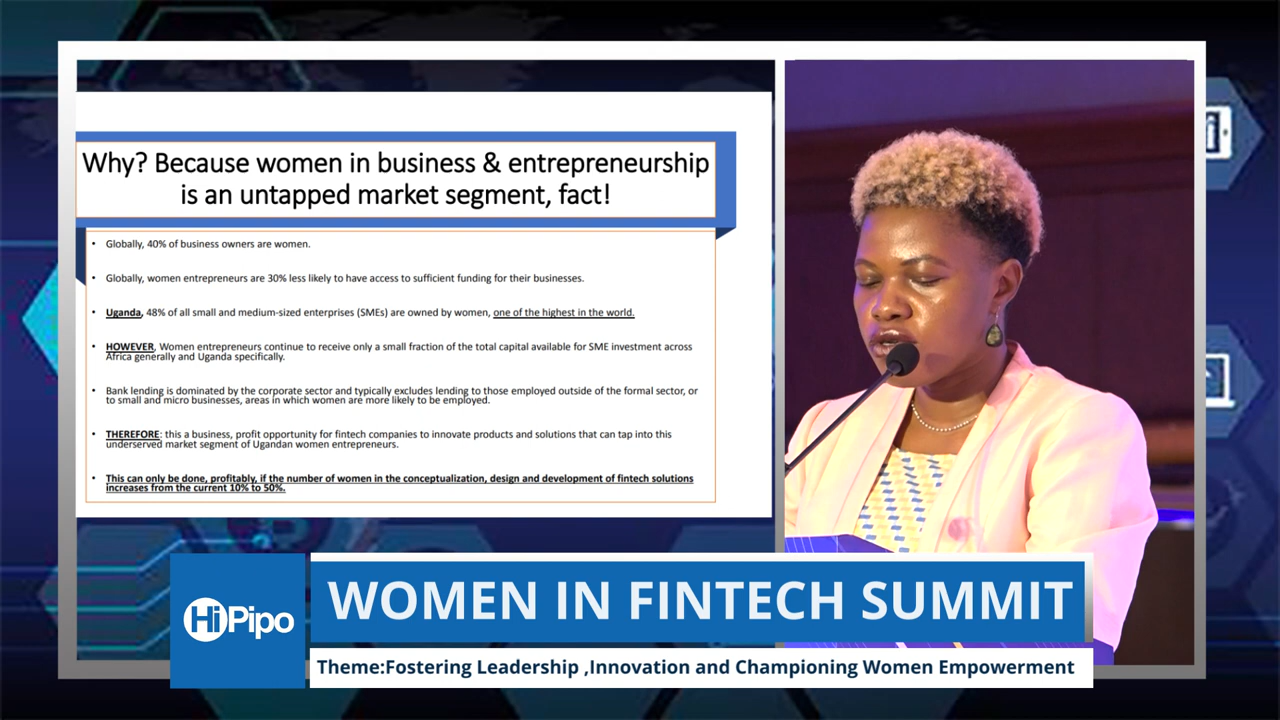 Why? Because women in business & entrepreneurship
is an untapped market segment, fact!
• Globally, 40% of business owners are women.
• Globally, women entrepreneurs are 30% less likely to have access to sufficient funding for their businesses.
• Uganda, 48% of all small and medium-sized enterprises (SMEs) are owned by women, one of the highest in the world.
• HOWEVER, Women entrepreneurs continue to receive only a small fraction of the total capital available for SME investment across
Africa generally and Uganda specifically.
• Bank lending is dominated by the corporate sector and typically excludes lending to those employed outside of the formal sector, or
to small and micro businesses, areas in which women are more likely to be employed.
• THEREFORE: this a business, profit opportunity for fintech companies to innovate products and solutions that can tap into this
underserved market segment of Ugandan women entrepreneurs.
• This can only be done, profitably, if the number of women in the conceptualization, design and development of fintech solutions
increases from the current 10% to 50%.
HiPipo
WOMEN IN FINTECH SUMMIT
Theme:Fostering Leadership ,Innovation and Championing Women Empowerment